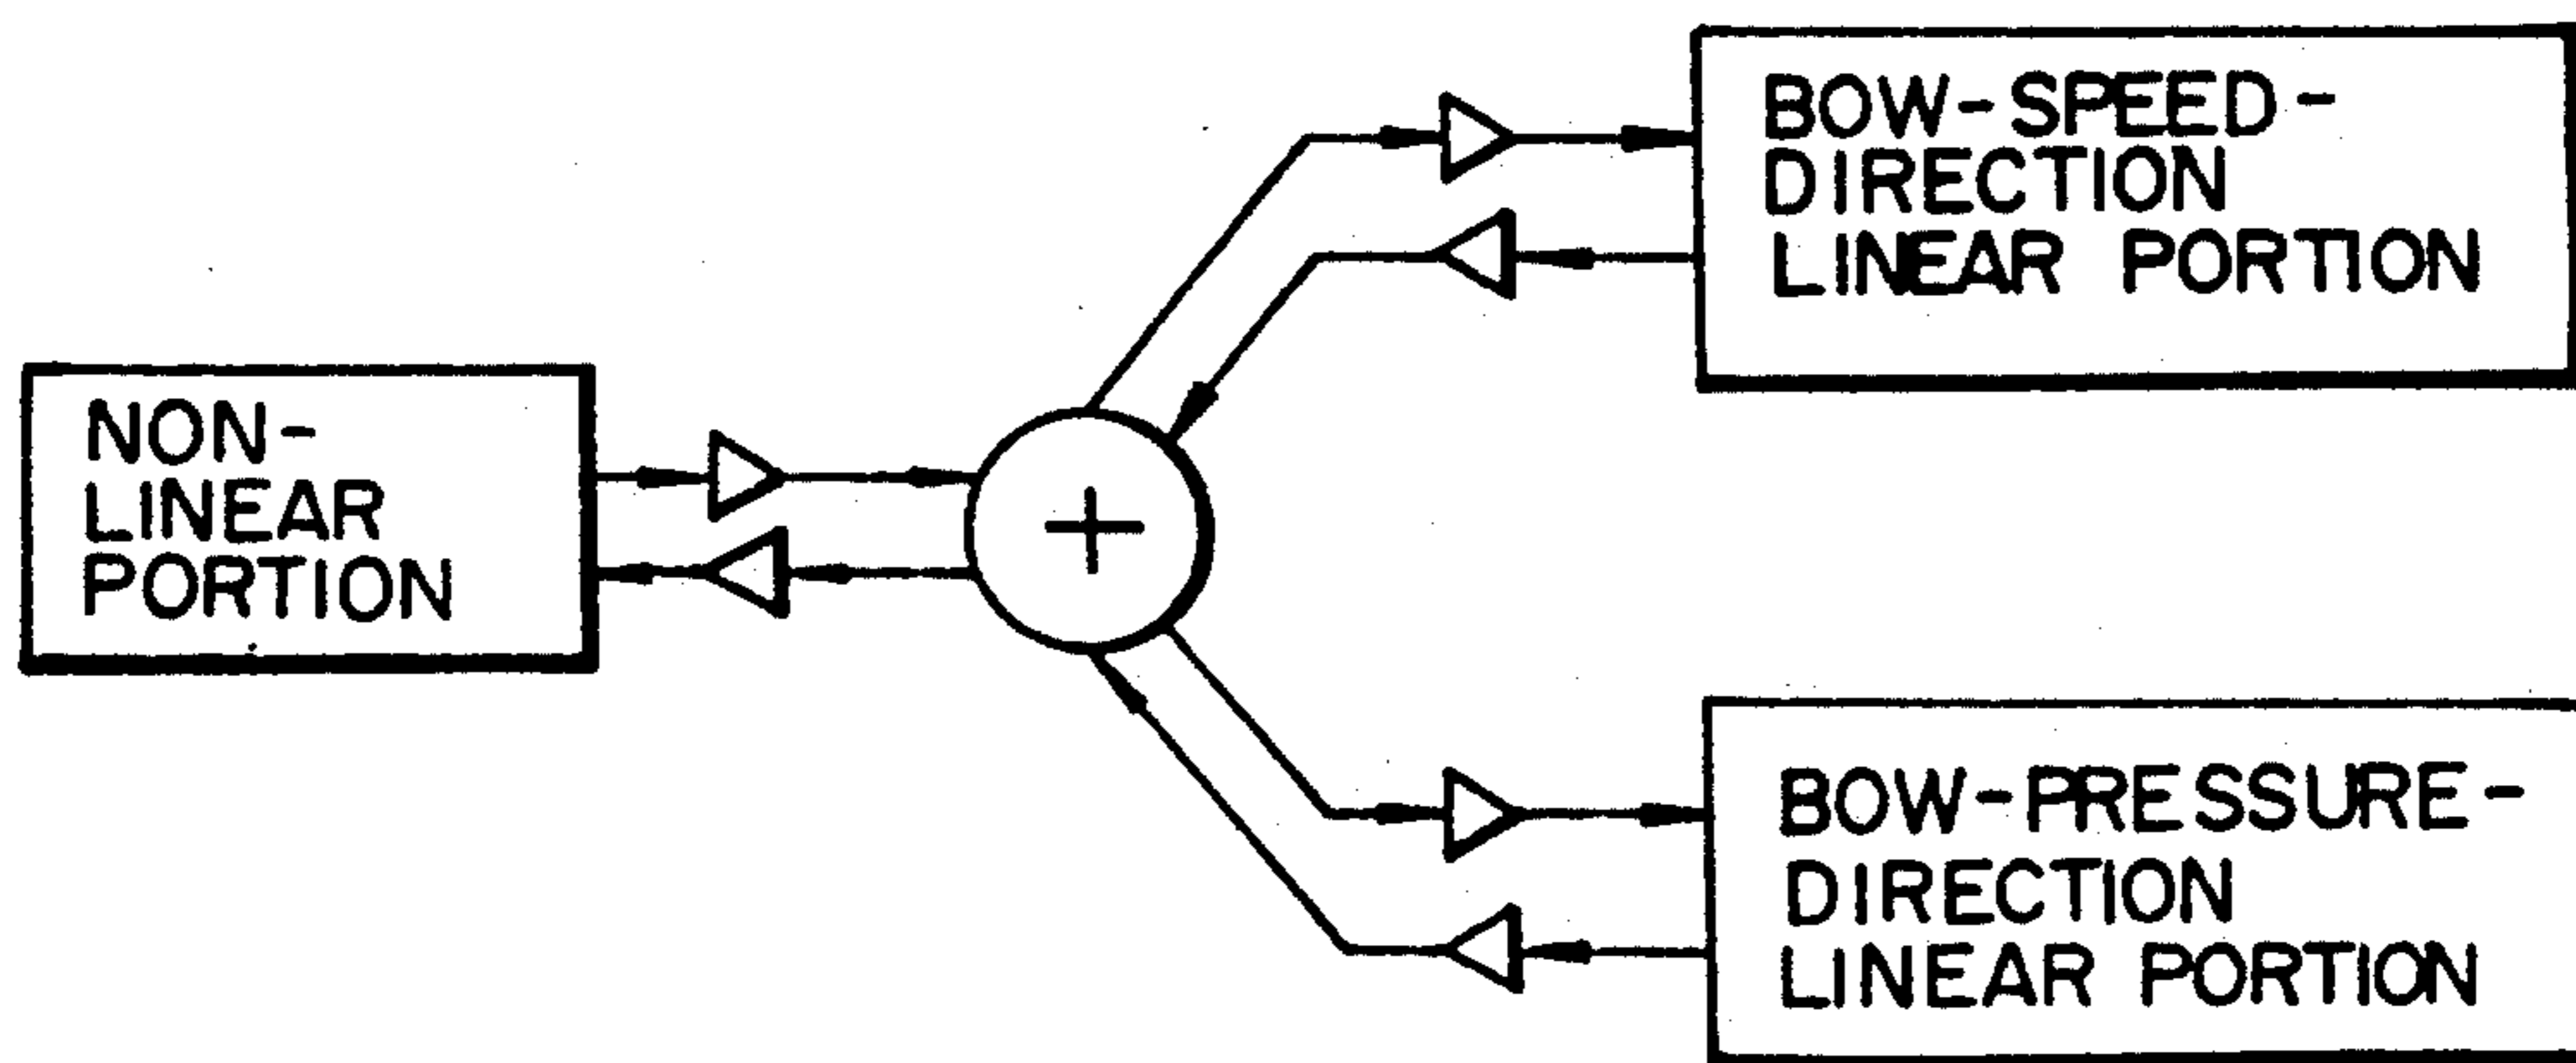 BOW-SPEED-
DIRECTION
LINEAR PORTION
NON-
LINEAR
PORTION
+
BOW-PRESSURE-
DIRECTION
LINEAR PORTION